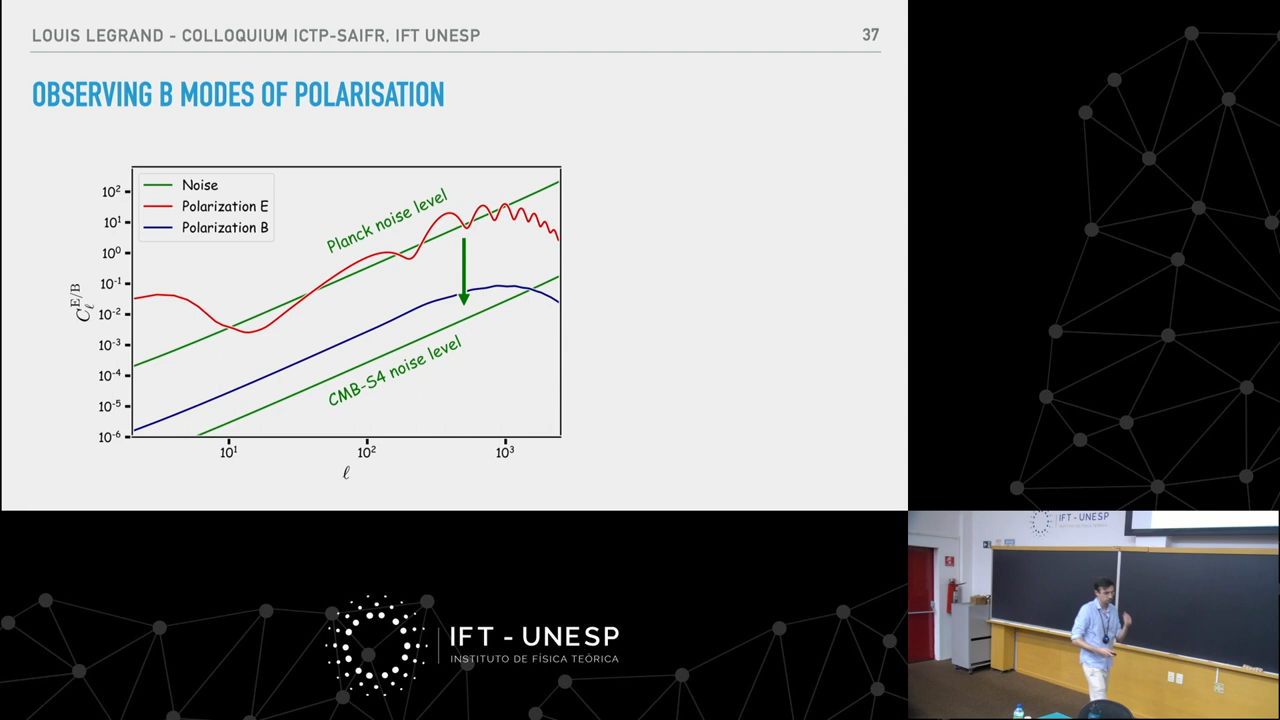 LOUIS LEGRAND - COLLOQUIUM ICTP-SAIFR, IFT UNESP
37
OBSERVING B MODES OF POLARISATION
Noise
Polarization E
Polarization B
Planck noise level
CMB-S4 noise level
C_ℓ^{E/B}
10²
10¹
10⁰
10⁻¹
10⁻²
10⁻³
10⁻⁴
10⁻⁵
10⁻⁶
10¹
10²
10³
ℓ
IFT - UNESP
IFT - UNESP
INSTITUTO DE FÍSICA TEÓRICA